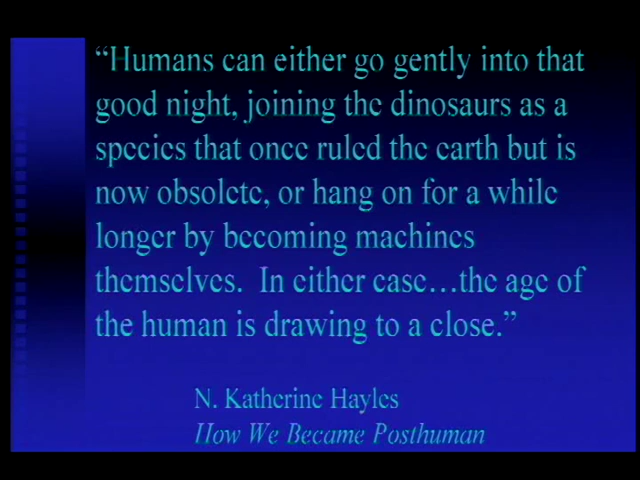 “Humans can either go gently into that
good night, joining the dinosaurs as a
species that once ruled the earth but is
now obsolete, or hang on for a while
longer by becoming machines
themselves.  In either case…the age of
the human is drawing to a close.”
N. Katherine Hayles
How We Became Posthuman